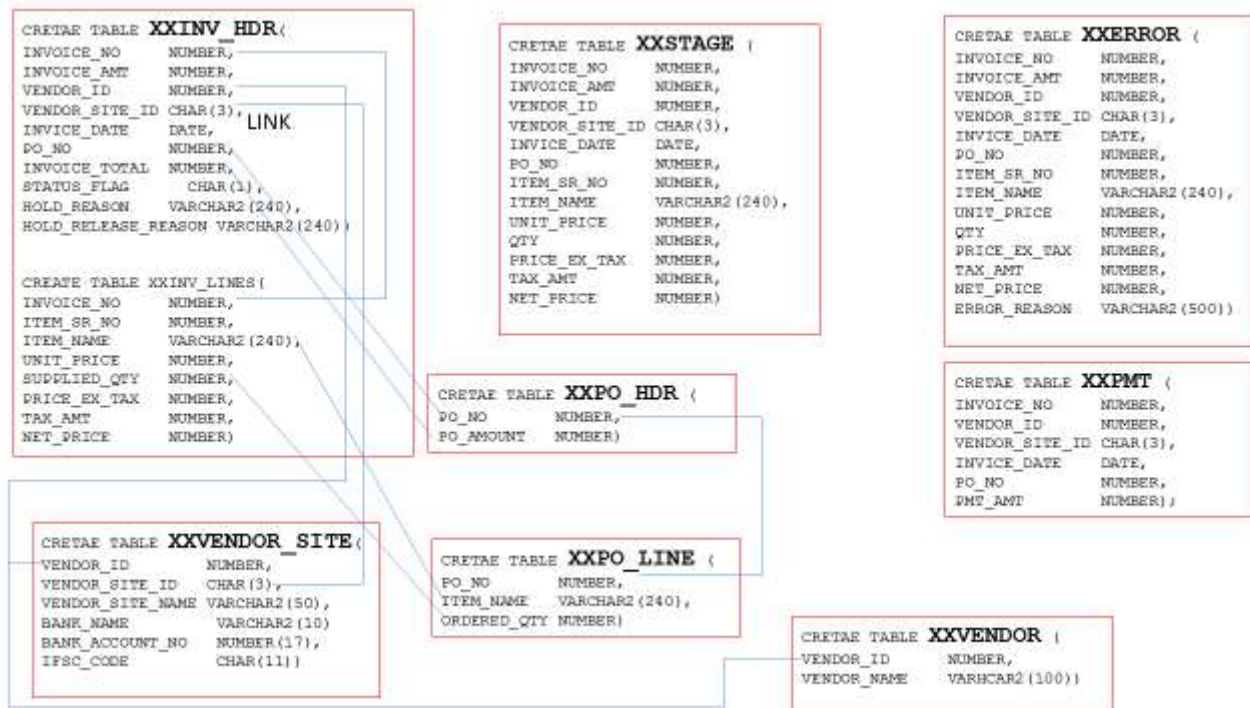 CRETAE TABLE XXINV_HDR(
INVOICE_NO NUMBER,
INVOICE_AMT NUMBER,
VENDOR_ID NUMBER,
VENDOR_SITE_ID CHAR(3),
LINK
INVICE_DATE DATE,
PO_NO NUMBER,
INVOICE_TOTAL NUMBER,
STATUS_FLAG CHAR(1),
HOLD_REASON VARCHAR2(240),
HOLD_RELEASE_REASON VARCHAR2(240))
CREATE TABLE XXINV_LINES(
INVOICE_NO NUMBER,
ITEM_SR_NO NUMBER,
ITEM_NAME VARCHAR2(240),
UNIT_PRICE NUMBER,
SUPPLIED_QTY NUMBER,
PRICE_EX_TAX NUMBER,
TAX_AMT NUMBER,
NET_PRICE NUMBER)
CRETAE TABLE XXSTAGE (
INVOICE_NO NUMBER,
INVOICE_AMT NUMBER,
VENDOR_ID NUMBER,
VENDOR_SITE_ID CHAR(3),
INVICE_DATE DATE,
PO_NO NUMBER,
ITEM_SR_NO NUMBER,
ITEM_NAME VARCHAR2(240),
UNIT_PRICE NUMBER,
QTY NUMBER,
PRICE_EX_TAX NUMBER,
TAX_AMT NUMBER,
NET_PRICE NUMBER)
CRETAE TABLE XXERROR (
INVOICE_NO NUMBER,
INVOICE_AMT NUMBER,
VENDOR_ID NUMBER,
VENDOR_SITE_ID CHAR(3),
INVICE_DATE DATE,
PO_NO NUMBER,
ITEM_SR_NO NUMBER,
ITEM_NAME VARCHAR2(240),
UNIT_PRICE NUMBER,
QTY NUMBER,
PRICE_EX_TAX NUMBER,
TAX_AMT NUMBER,
NET_PRICE NUMBER,
ERROR_REASON VARCHAR2(500))
CRETAE TABLE XXPO_HDR (
PO_NO NUMBER,
PO_AMOUNT NUMBER)
CRETAE TABLE XXPMT (
INVOICE_NO NUMBER,
VENDOR_ID NUMBER,
VENDOR_SITE_ID CHAR(3),
INVICE_DATE DATE,
PO_NO NUMBER,
PMT_AMT NUMBER);
CRETAE TABLE XXVENDOR_SITE(
VENDOR_ID NUMBER,
VENDOR_SITE_ID CHAR(3),
VENDOR_SITE_NAME VARCHAR2(50),
BANK_NAME VARCHAR2(10)
BANK_ACCOUNT_NO NUMBER(17),
IFSC_CODE CHAR(11))
CRETAE TABLE XXPO_LINE (
PO_NO NUMBER,
ITEM_NAME VARCHAR2(240),
ORDERED_QTY NUMBER)
CRETAE TABLE XXVENDOR (
VENDOR_ID NUMBER,
VENDOR_NAME VARHCAR2(100))